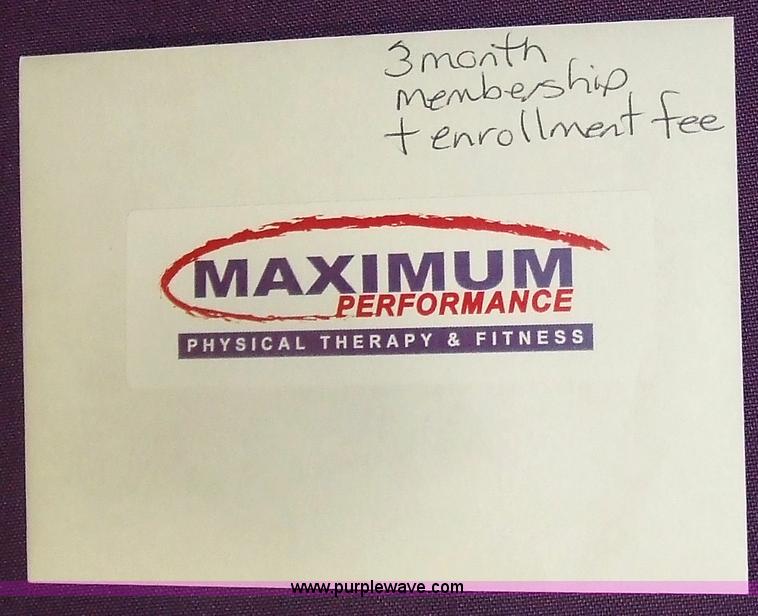 3 month
membership
+ enrollment fee
MAXIMUM
PERFORMANCE
PHYSICAL THERAPY & FITNESS
www.purplewave.com